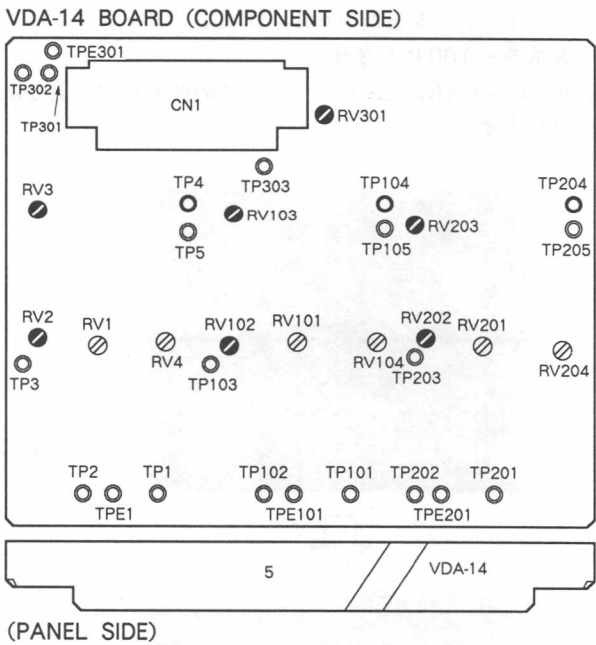 VDA-14 BOARD (COMPONENT SIDE)
TPE301
TP302
TP301
CN1
RV301
TP303
RV3
TP4
RV103
TP5
TP104
RV203
TP105
TP204
TP205
RV2
RV1
RV4
RV102
RV101
RV104
RV202
RV201
RV204
TP3
TP103
TP203
TP2
TP1
TP102
TP101
TP202
TP201
TPE1
TPE101
TPE201
5
VDA-14
(PANEL SIDE)